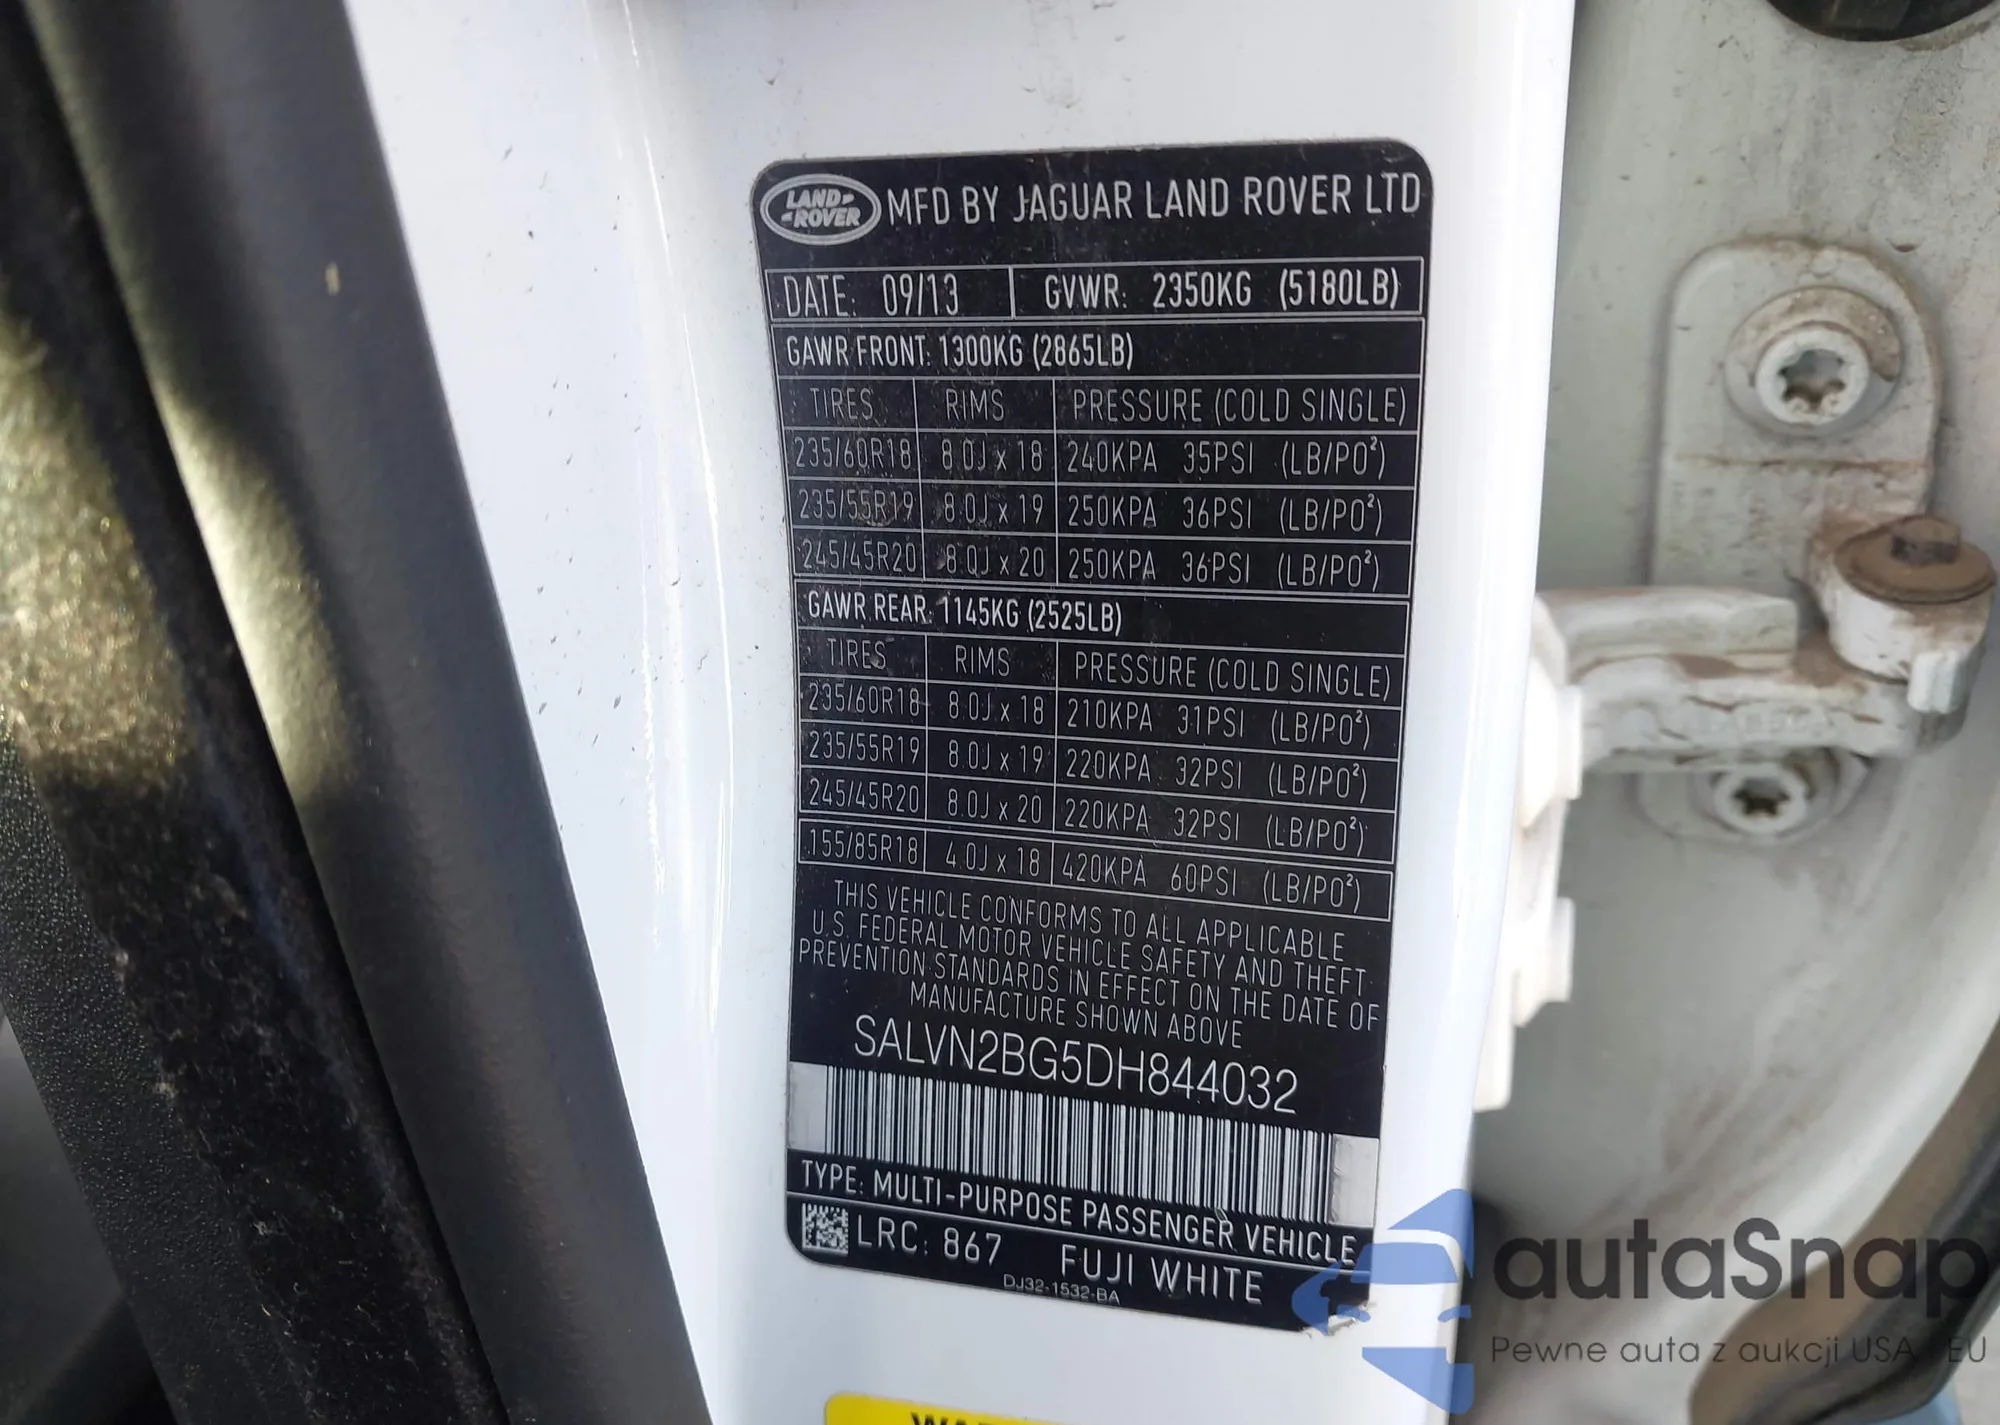 LAND ROVER MFD BY JAGUAR LAND ROVER LTD
DATE: 09/13 GVWR: 2350KG (5180LB)
GAWR FRONT: 1300KG (2865LB)
TIRES RIMS PRESSURE (COLD SINGLE)
235/60R18 8.0J x 18 240KPA 35PSI (LB/PO²)
235/55R19 8.0J x 19 250KPA 36PSI (LB/PO²)
245/45R20 8.0J x 20 250KPA 36PSI (LB/PO²)
GAWR REAR: 1145KG (2525LB)
TIRES RIMS PRESSURE (COLD SINGLE)
235/60R18 8.0J x 18 210KPA 31PSI (LB/PO²)
235/55R19 8.0J x 19 220KPA 32PSI (LB/PO²)
245/45R20 8.0J x 20 220KPA 32PSI (LB/PO²)
155/85R18 4.0J x 18 420KPA 60PSI (LB/PO²)
THIS VEHICLE CONFORMS TO ALL APPLICABLE
U.S. FEDERAL MOTOR VEHICLE SAFETY AND THEFT
PREVENTION STANDARDS IN EFFECT ON THE DATE OF
MANUFACTURE SHOWN ABOVE
SALVN2BG5DH844032
TYPE: MULTI-PURPOSE PASSENGER VEHICLE
LRC: 867 FUJI WHITE
DJ32-1532-BA
autoSnap
Pewne auta z aukcji USA EU